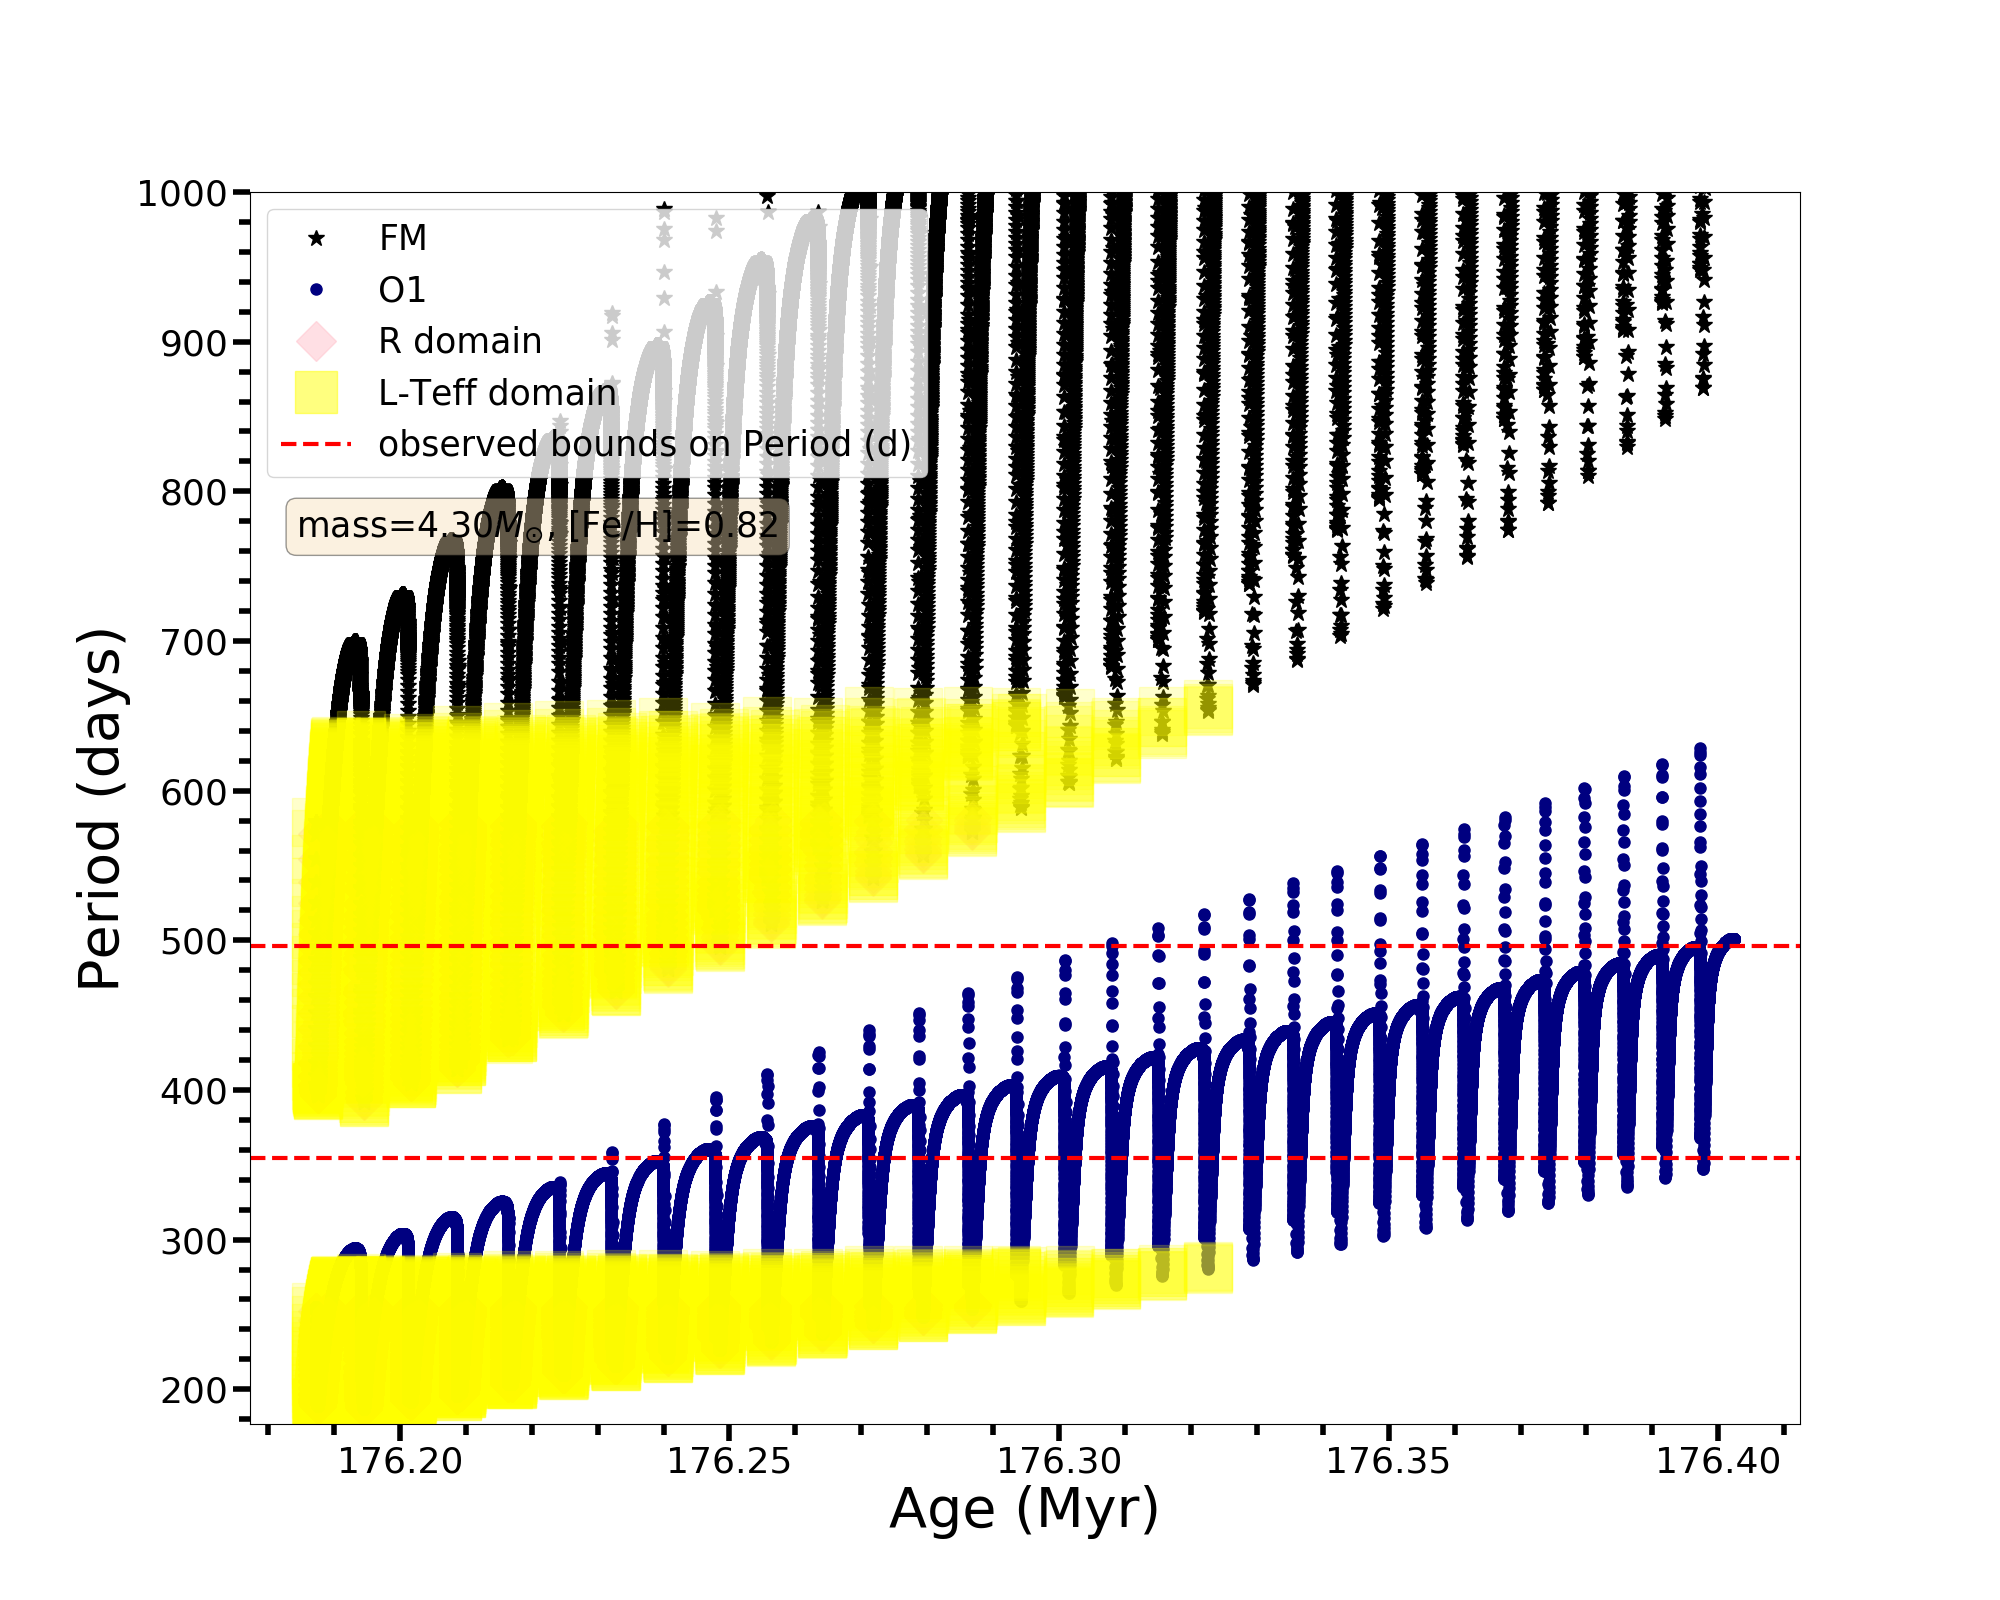 1000
900
800
700
600
500
400
300
200
Period (days)
FM
O1
R domain
L-Teff domain
observed bounds on Period (d)
mass=4.30M☉, [Fe/H]=0.82
176.20
176.25
176.30
176.35
176.40
Age (Myr)